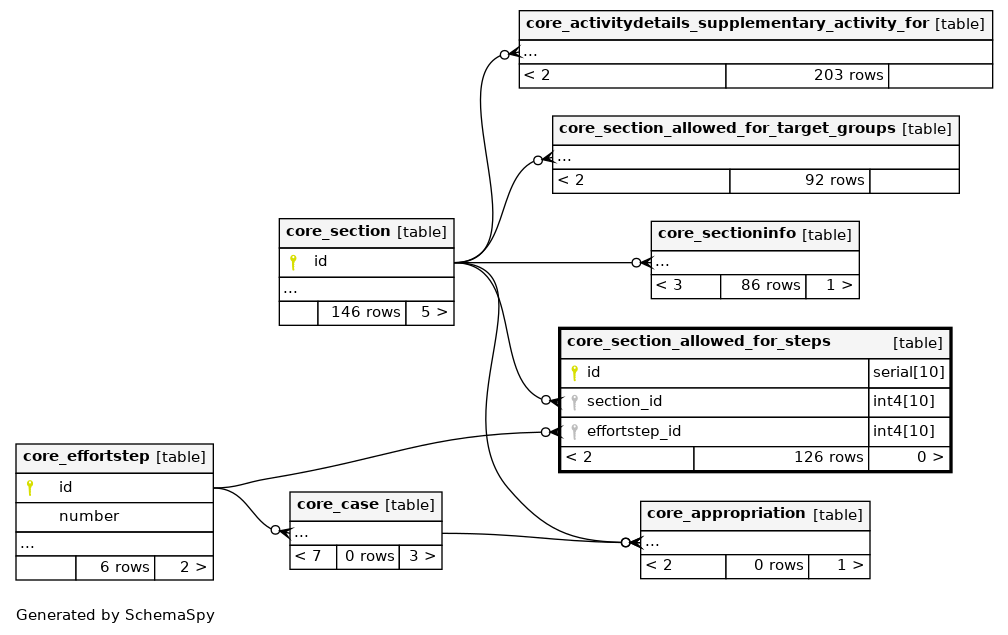 core_activitydetails_supplementary_activity_for [table]
...
< 2 203 rows
core_section_allowed_for_target_groups [table]
...
< 2 92 rows
core_section [table]
id
...
146 rows 5 >
core_sectioninfo [table]
...
< 3 86 rows 1 >
core_section_allowed_for_steps [table]
id serial[10]
section_id int4[10]
effortstep_id int4[10]
< 2 126 rows 0 >
core_effortstep [table]
id
number
...
6 rows 2 >
core_case [table]
...
< 7 0 rows 3 >
core_appropriation [table]
...
< 2 0 rows 1 >
Generated by SchemaSpy